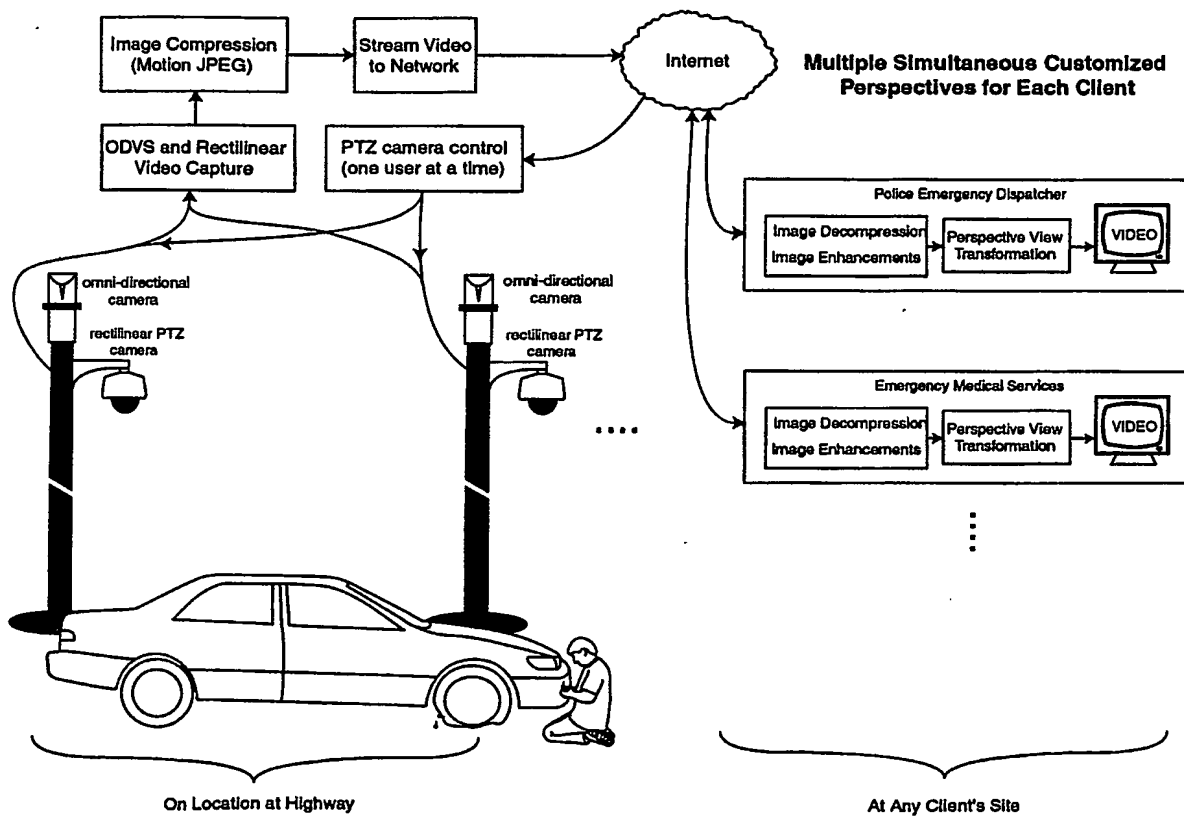 Image Compression
(Motion JPEG)
Stream Video
to Network
Internet
Multiple Simultaneous Customized
Perspectives for Each Client
ODVS and Rectilinear
Video Capture
PTZ camera control
(one user at a time)
Police Emergency Dispatcher
Image Decompression
Image Enhancements
Perspective View
Transformation
VIDEO
omni-directional
camera
rectilinear PTZ
camera
omni-directional
camera
rectilinear PTZ
camera
Emergency Medical Services
Image Decompression
Image Enhancements
Perspective View
Transformation
VIDEO
On Location at Highway
At Any Client's Site